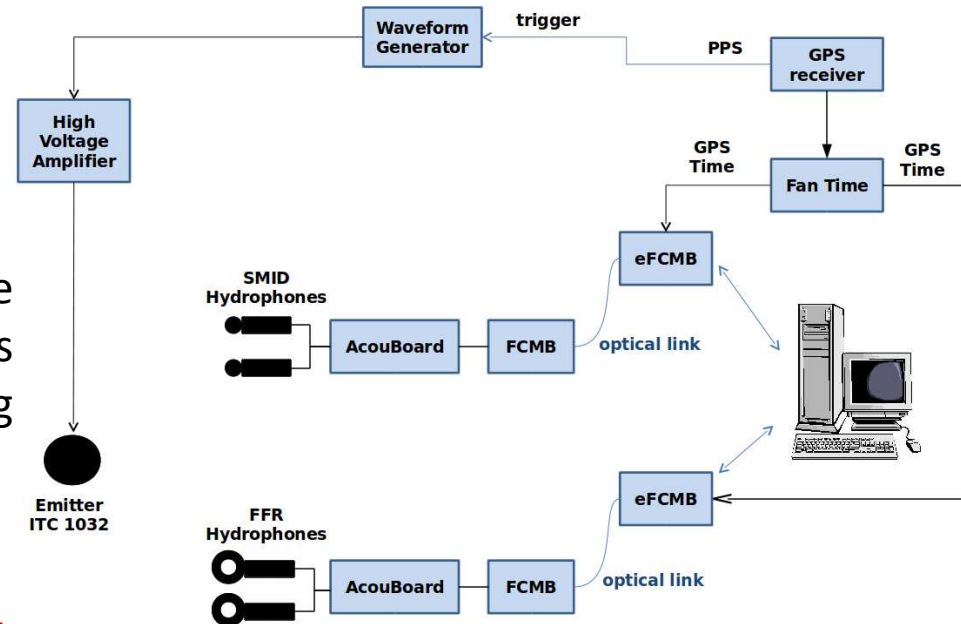 Waveform
Generator
trigger
PPS
GPS
receiver
High
Voltage
Amplifier
GPS
Time
Fan Time
GPS
Time
eFCMB
SMID
Hydrophones
AcouBoard
FCMB
optical link
e
s
g
Emitter
ITC 1032
eFCMB
FFR
Hydrophones
AcouBoard
FCMB
optical link